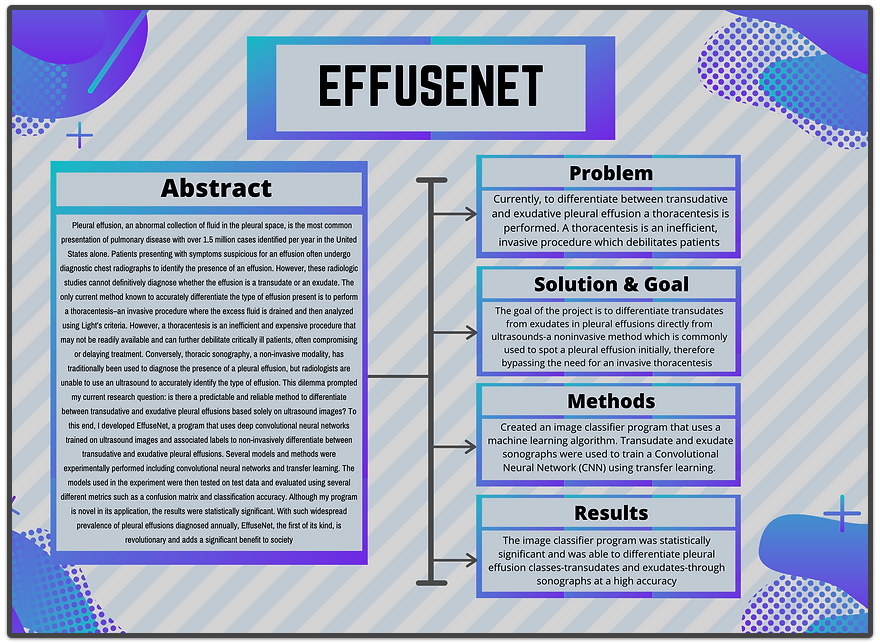 EFFUSENET
Abstract
Pleural effusion, an abnormal collection of fluid in the pleural space, is the most common
presentation of pulmonary disease with over 1.5 million cases identified per year in the United
States alone. Patients presenting with symptoms suspicious for an effusion often undergo
diagnostic chest radiographs to identify the presence of an effusion. However, these radiologic
studies cannot definitively diagnose whether the effusion is a transudate or an exudate. The
only current method known to accurately differentiate the type of effusion present is to perform
a thoracentesis–an invasive procedure where the excess fluid is drained and then analyzed
using Light's criteria. However, a thoracentesis is an inefficient and expensive procedure that
may not be readily available and can further debilitate critically ill patients, often compromising
or delaying treatment. Conversely, thoracic sonography, a non-invasive modality, has
traditionally been used to diagnose the presence of a pleural effusion, but radiologists are
unable to use an ultrasound to accurately identify the type of effusion. This dilemma prompted
my current research question: is there a predictable and reliable method to differentiate
between transudative and exudative pleural effusions based solely on ultrasound images? To
this end, I developed EffuseNet, a program that uses deep convolutional neural networks
trained on ultrasound images and associated labels to non-invasively differentiate between
transudative and exudative pleural effusions. Several models and methods were
experimentally performed including convolutional neural networks and transfer learning. The
models used in the experiment were then tested on test data and evaluated using several
different metrics such as a confusion matrix and classification accuracy. Although my program
is novel in its application, the results were statistically significant. With such widespread
prevalence of pleural effusions diagnosed annually, EffuseNet, the first of its kind, is
revolutionary and adds a significant benefit to society
Problem
Currently, to differentiate between transudative
and exudative pleural effusion a thoracentesis is
performed. A thoracentesis is an inefficient,
invasive procedure which debilitates patients
Solution & Goal
The goal of the project is to differentiate transudates
from exudates in pleural effusions directly from
ultrasounds-a noninvasive method which is commonly
used to spot a pleural effusion initially, therefore
bypassing the need for an invasive thoracentesis
Methods
Created an image classifier program that uses a
machine learning algorithm. Transudate and exudate
sonographs were used to train a Convolutional
Neural Network (CNN) using transfer learning.
Results
The image classifier program was statistically
significant and was able to differentiate pleural
effusion classes-transudates and exudates-through
sonographs at a high accuracy